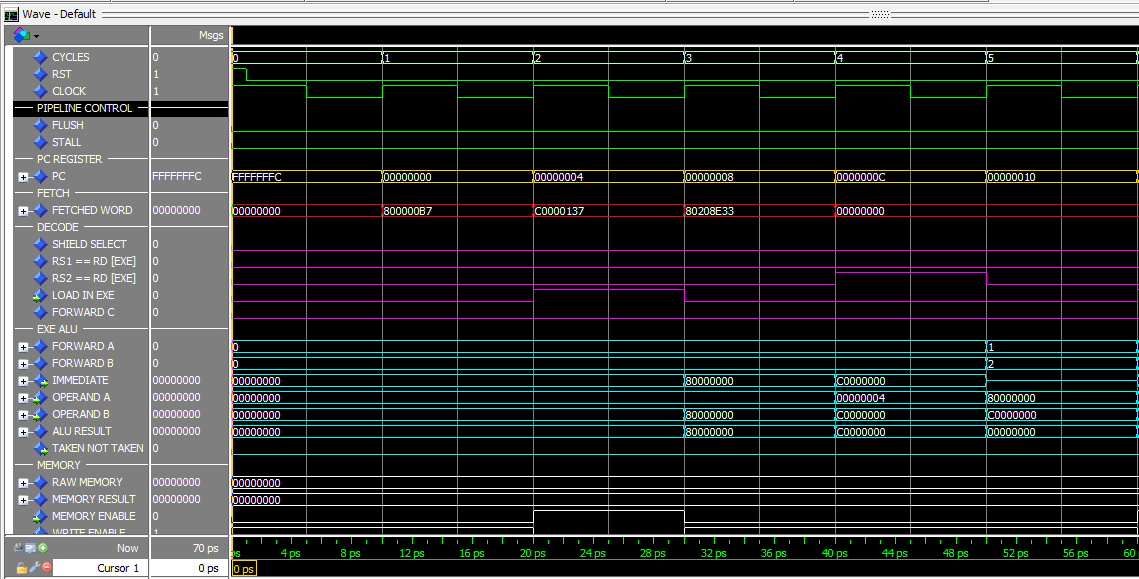 Wave - Default
Msgs
CYCLES 0 0 1 2 3 4 5
RST 1
CLOCK 1
PIPELINE CONTROL
FLUSH 0
STALL 0
PC REGISTER
PC FFFFFFFC FFFFFFFC 00000000 00000004 00000008 0000000C 00000010
FETCH
FETCHED WORD 00000000 00000000 800000B7 C0000137 80208E33 00000000
DECODE
SHIELD SELECT 0
RS1 == RD [EXE] 0
RS2 == RD [EXE] 0
LOAD IN EXE 0
FORWARD C 0
EXE ALU
FORWARD A 0 0 1
FORWARD B 0 0 2
IMMEDIATE 00000000 00000000 80000000 C0000000
OPERAND A 00000000 00000000 00000004 80000000
OPERAND B 00000000 00000000 80000000 C0000000 C0000000
ALU RESULT 00000000 00000000 80000000 C0000000 00000000
TAKEN NOT TAKEN 0
MEMORY
RAW MEMORY 00000000 00000000
MEMORY RESULT 00000000 00000000
MEMORY ENABLE 0
WRITE ENABLE 1
Now 70 ps ps 4 ps 8 ps 12 ps 16 ps 20 ps 24 ps 28 ps 32 ps 36 ps 40 ps 44 ps 48 ps 52 ps 56 ps 60
Cursor 1 0 ps 0 ps